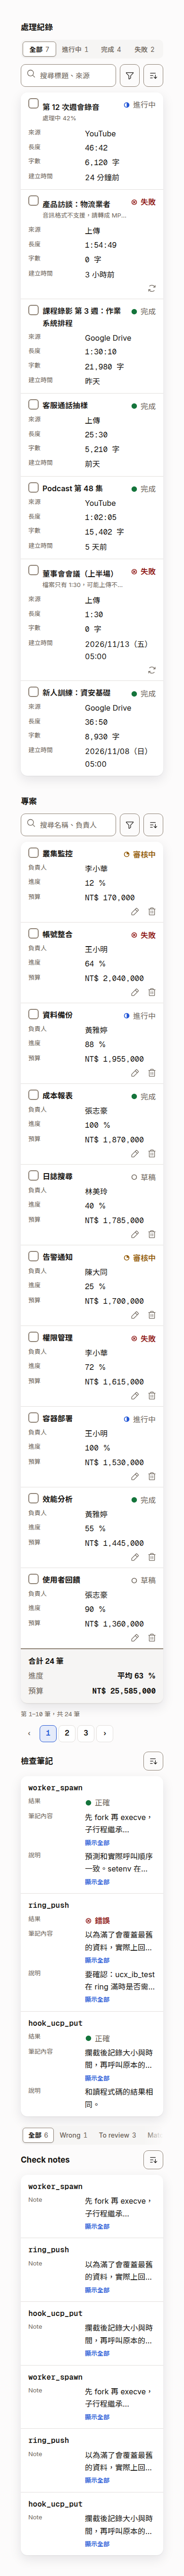 處理紀錄
全部 7 進行中 1 完成 4 失敗 2
搜尋標題、來源
第 12 次週會錄音 進行中
處理中 42%
來源 YouTube
長度 46:42
字數 6,120 字
建立時間 24 分鐘前
產品訪談：物流業者 失敗
音訊格式不支援，請轉成 MP...
來源 上傳
長度 1:54:49
字數 0 字
建立時間 3 小時前
課程錄影 第 3 週：作業 完成
系統排程
來源 Google Drive
長度 1:30:10
字數 21,980 字
建立時間 昨天
客服通話抽樣 完成
來源 上傳
長度 25:30
字數 5,210 字
建立時間 前天
Podcast 第 48 集 完成
來源 YouTube
長度 1:02:05
字數 15,402 字
建立時間 5 天前
董事會會議（上半場） 失敗
檔案只有 1:30，可能上傳不...
來源 上傳
長度 1:30
字數 0 字
建立時間 2026/11/13（五）
05:00
新人訓練：資安基礎 完成
來源 Google Drive
長度 36:50
字數 8,930 字
建立時間 2026/11/08（日）
05:00
專案
搜尋名稱、負責人
叢集監控 審核中
負責人 李小華
進度 12 %
預算 NT$ 170,000
帳號整合 失敗
負責人 王小明
進度 64 %
預算 NT$ 2,040,000
資料備份 進行中
負責人 黃雅婷
進度 88 %
預算 NT$ 1,955,000
成本報表 完成
負責人 張志豪
進度 100 %
預算 NT$ 1,870,000
日誌搜尋 草稿
負責人 林美玲
進度 40 %
預算 NT$ 1,785,000
告警通知 審核中
負責人 陳大同
進度 25 %
預算 NT$ 1,700,000
權限管理 失敗
負責人 李小華
進度 72 %
預算 NT$ 1,615,000
容器部署 進行中
負責人 王小明
進度 100 %
預算 NT$ 1,530,000
效能分析 完成
負責人 黃雅婷
進度 55 %
預算 NT$ 1,445,000
使用者回饋 草稿
負責人 張志豪
進度 90 %
預算 NT$ 1,360,000
合計 24 筆
進度 平均 63 %
預算 NT$ 25,585,000
第 1–10 筆，共 24 筆
‹ 1 2 3 ›
檢查筆記
worker_spawn
結果 正確
筆記內容 先 fork 再 execve，
子行程繼承...
顯示全部
說明 預測和實際呼叫順序
一致。setenv 在...
顯示全部
ring_push
結果 錯誤
筆記內容 以為滿了會覆蓋最舊
的資料，實際上回...
顯示全部
說明 要確認：ucx_ib_test
在 ring 滿時是否需...
顯示全部
hook_ucp_put
結果 正確
筆記內容 攔截後記錄大小與時
間，再呼叫原本的...
顯示全部
說明 和讀程式碼的結果相
同。
全部 6 Wrong 1 To review 3 Mat
Check notes
worker_spawn
Note 先 fork 再 execve，
子行程繼承...
顯示全部
ring_push
Note 以為滿了會覆蓋最舊
的資料，實際上回...
顯示全部
hook_ucp_put
Note 攔截後記錄大小與時
間，再呼叫原本的...
顯示全部
worker_spawn
Note 先 fork 再 execve，
子行程繼承...
顯示全部
ring_push
Note 以為滿了會覆蓋最舊
的資料，實際上回...
顯示全部
hook_ucp_put
Note 攔截後記錄大小與時
間，再呼叫原本的...
顯示全部